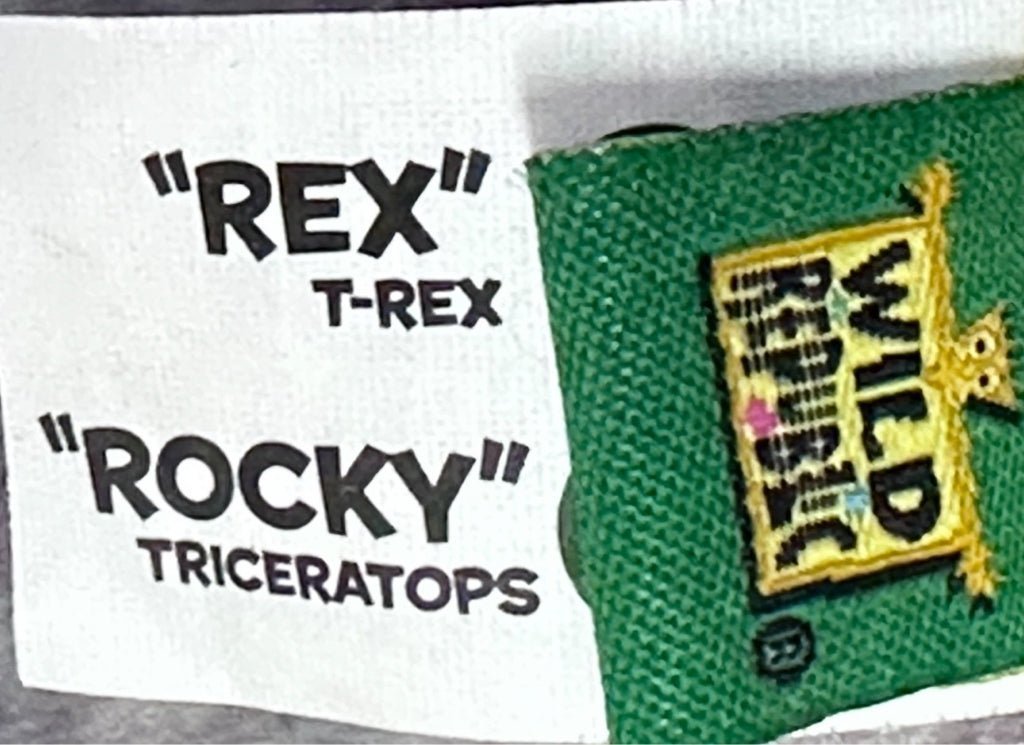 "REX"
T-REX
"ROCKY"
TRICERATOPS
WILD
REPUBLIC
®